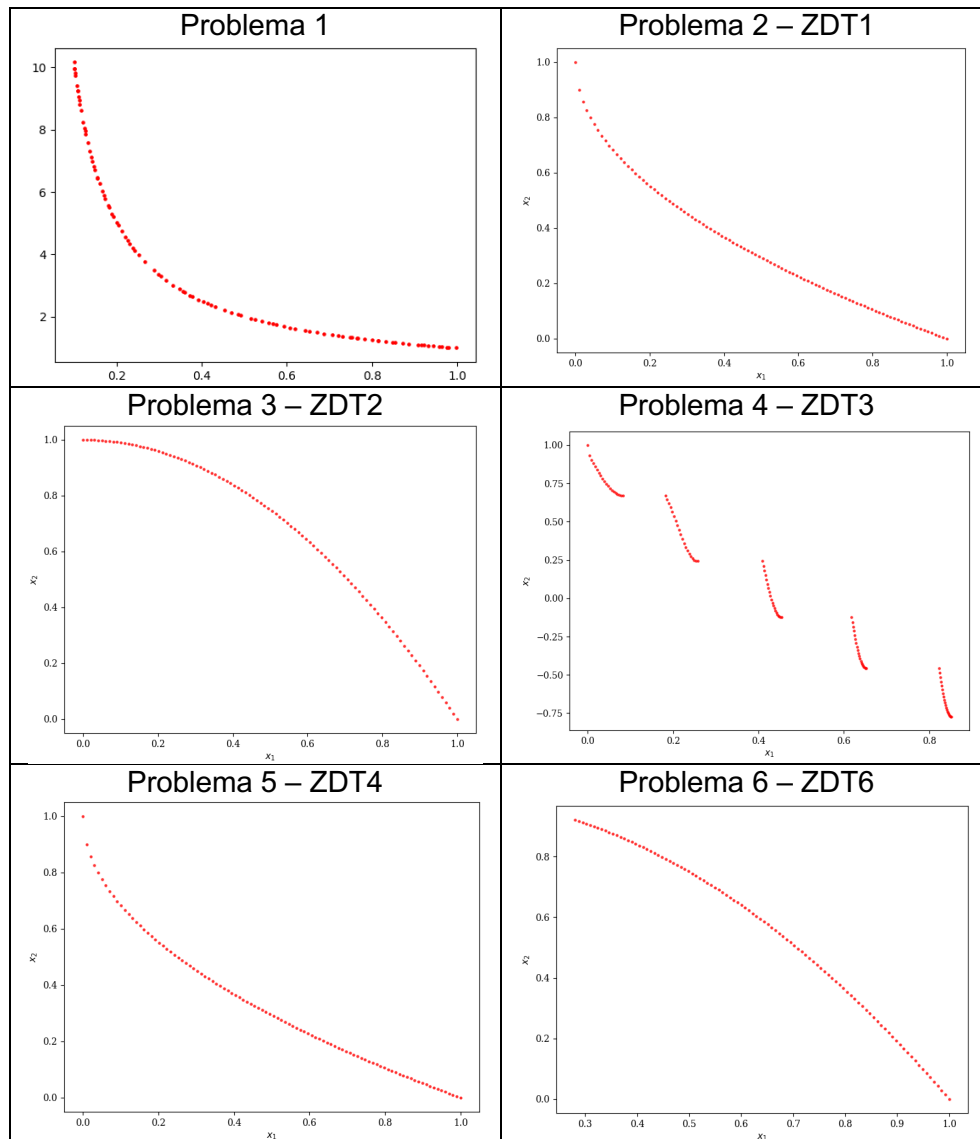 Problema 1
10
8
6
4
2
0.2 0.4 0.6 0.8 1.0
Problema 2 – ZDT1
1.0
0.8
0.6
0.4
0.2
0.0
x₂
0.0 0.2 0.4 0.6 0.8 1.0
x₁
Problema 3 – ZDT2
1.0
0.8
0.6
0.4
0.2
0.0
x₂
0.0 0.2 0.4 0.6 0.8 1.0
x₁
Problema 4 – ZDT3
1.00
0.75
0.50
0.25
0.00
−0.25
−0.50
−0.75
x₂
0.0 0.2 0.4 0.6 0.8
x₁
Problema 5 – ZDT4
1.0
0.8
0.6
0.4
0.2
0.0
x₂
0.0 0.2 0.4 0.6 0.8 1.0
x₁
Problema 6 – ZDT6
0.8
0.6
0.4
0.2
0.0
x₂
0.3 0.4 0.5 0.6 0.7 0.8 0.9 1.0
x₁